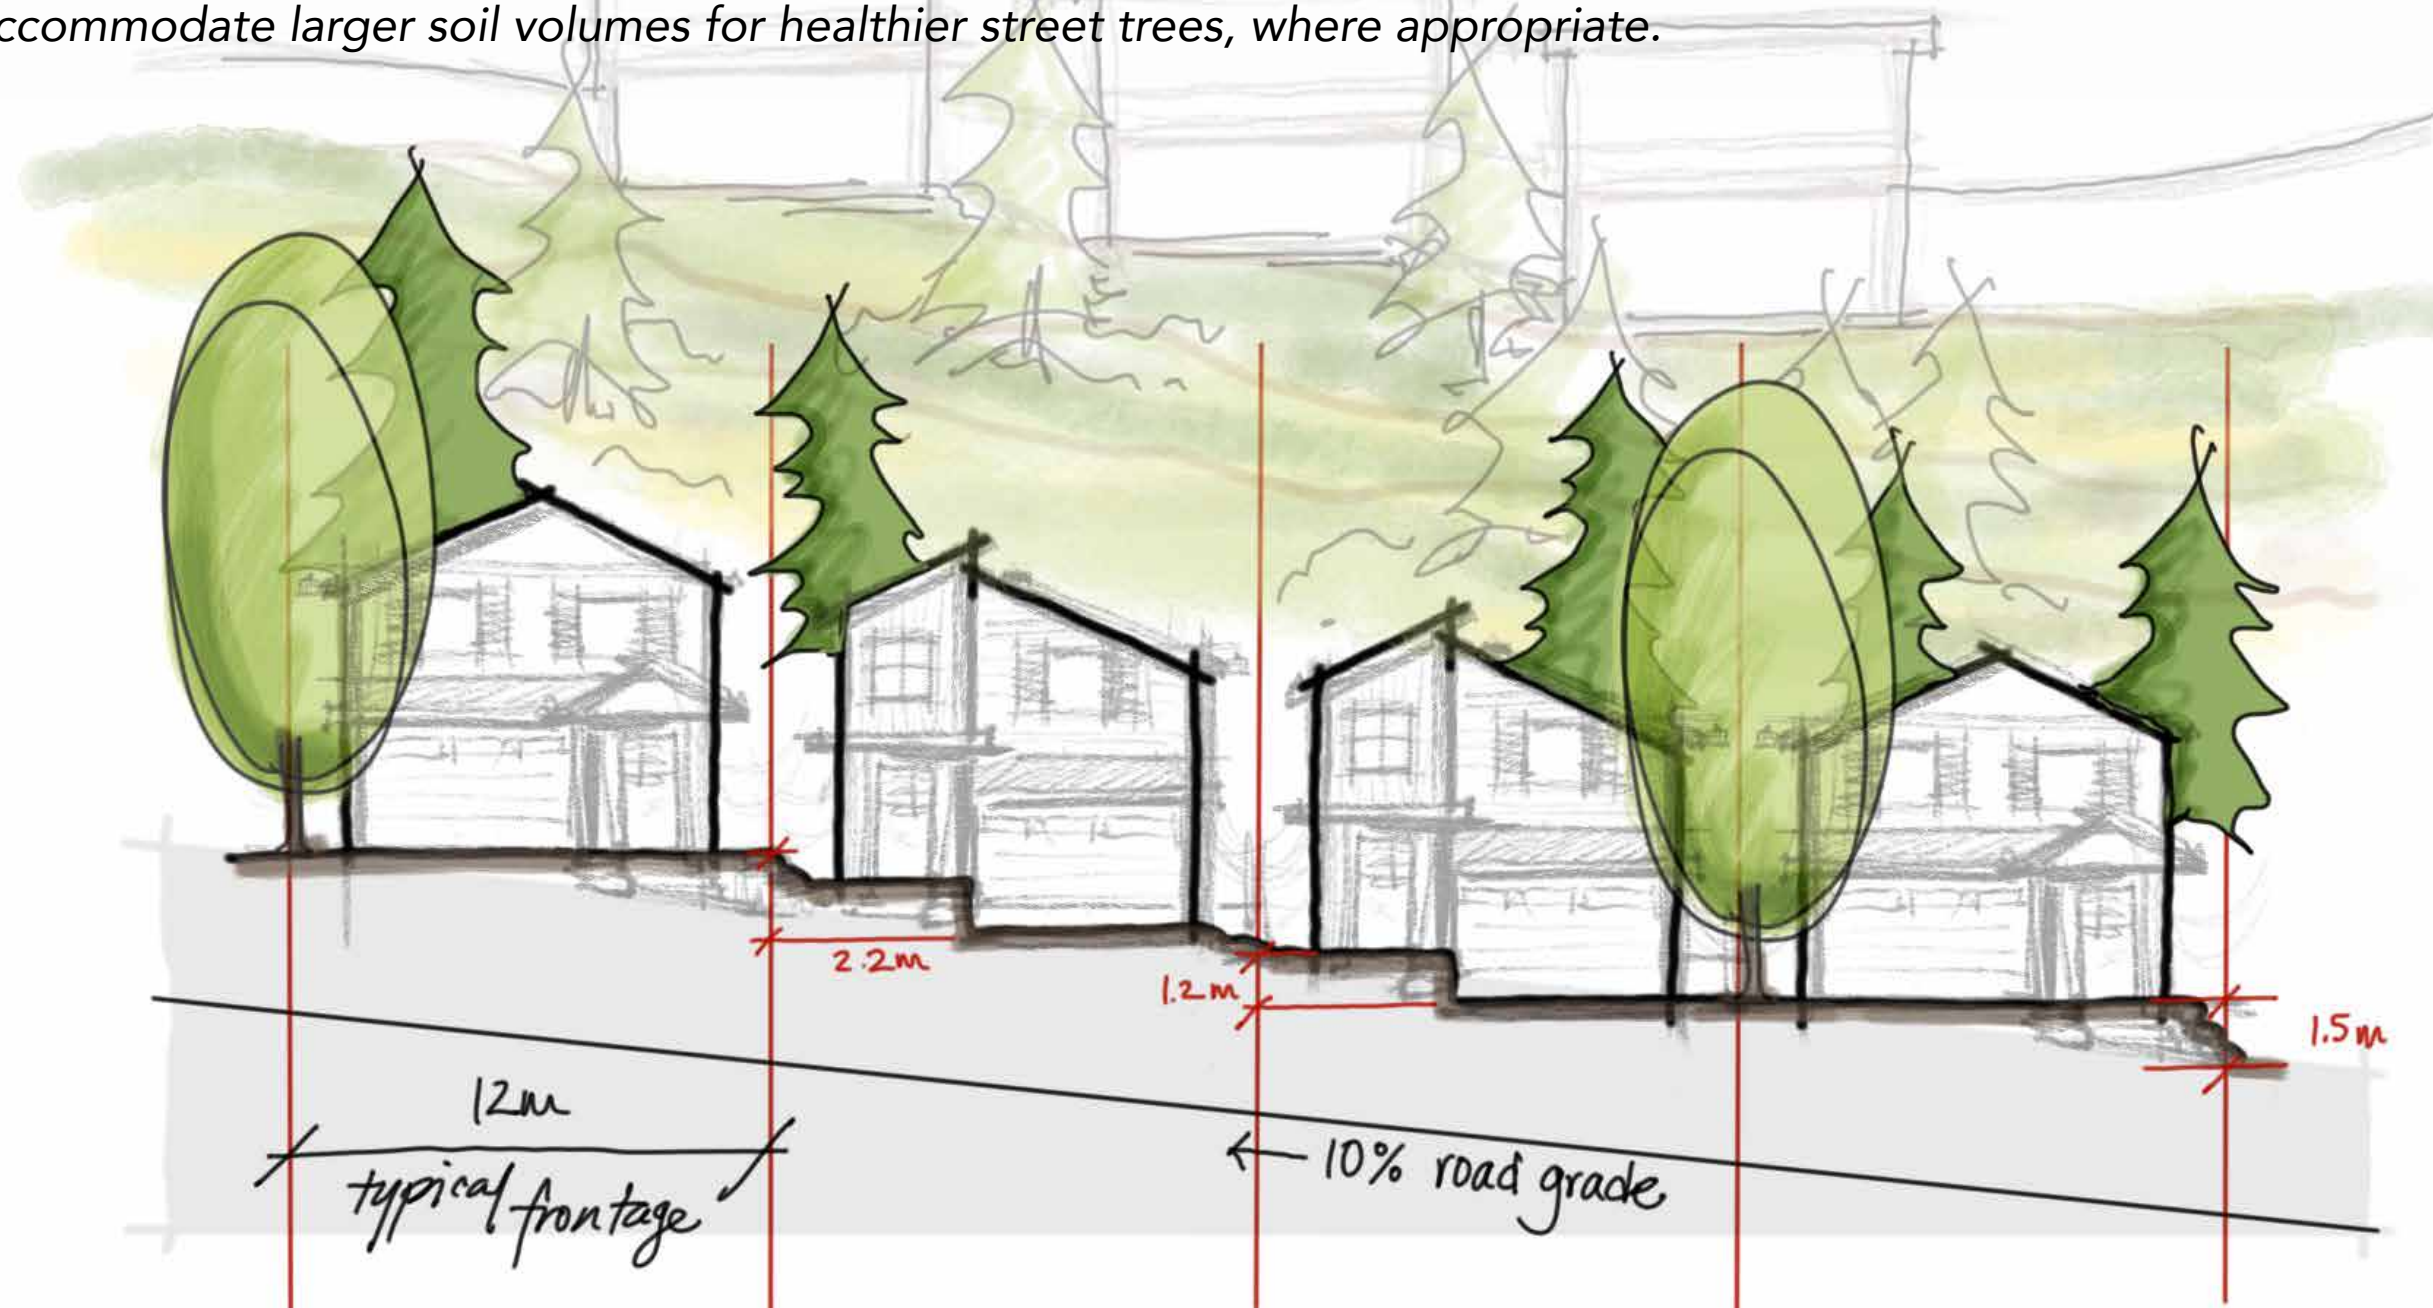 ccommodate larger soil volumes for healthier street trees, where appropriate.
2.2m
1.2m
1.5m
12m
typical frontage
← 10% road grade